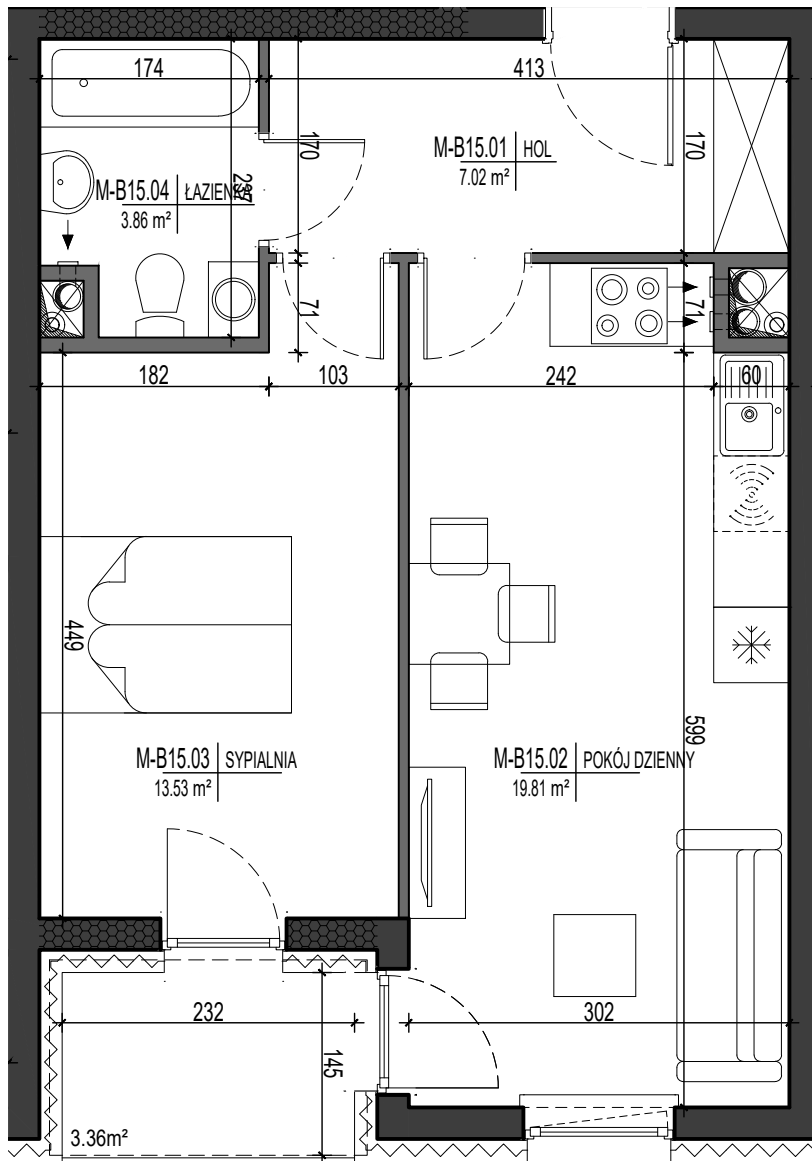 174
413
170
170
M-B15.01 HOL
7.02 m²
M-B15.04 ŁAZIENKA
3.86 m²
237
71
71
182
103
242
60
449
599
M-B15.03 SYPIALNIA
13.53 m²
M-B15.02 POKÓJ DZIENNY
19.81 m²
232
302
145
3.36m²